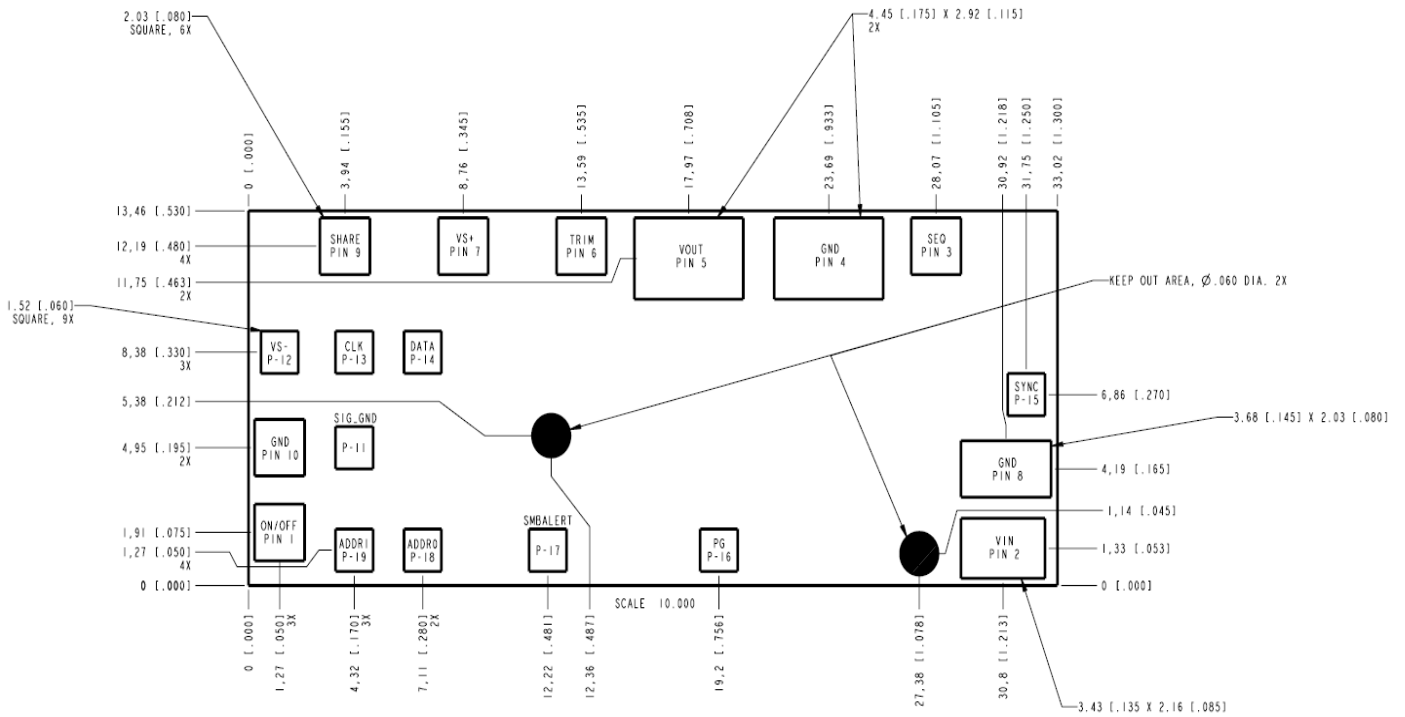 2.03 [.080]
SQUARE, 6X
4.45 [.175] X 2.92 [.115]
2X
0 [.000]
3,94 [.155]
8,76 [.345]
13,59 [.535]
17,97 [.708]
23,69 [.933]
28,07 [1.105]
30,92 [1.218]
31,75 [1.250]
33,02 [1.300]
13,46 [.530]
12,19 [.480]
4X
11,75 [.463]
2X
SHARE
PIN 9
VS+
PIN 7
TRIM
PIN 6
VOUT
PIN 5
GND
PIN 4
SEQ
PIN 3
KEEP OUT AREA, Ø.060 DIA. 2X
1.52 [.060]
SQUARE, 9X
8,38 [.330]
3X
VS-
P-12
CLK
P-13
DATA
P-14
5,38 [.212]
SYNC
P-15
6,86 [.270]
3.68 [.145] X 2.03 [.080]
4,95 [.195]
2X
GND
PIN 10
SIG_GND
P-11
GND
PIN 8
4,19 [.165]
1,14 [.045]
1,91 [.075]
1,27 [.050]
4X
0 [.000]
ON/OFF
PIN 1
ADDR1
P-19
ADDR0
P-18
SMBALERT
P-17
PG
P-16
VIN
PIN 2
1,33 [.053]
0 [.000]
SCALE 10.000
0 [.000]
1,27 [.050]
3X
4,32 [.170]
3X
7,11 [.280]
2X
12,22 [.481]
12,36 [.487]
19,2 [.756]
27,38 [1.078]
30,8 [1.213]
3.43 [.135 X 2.16 [.085]